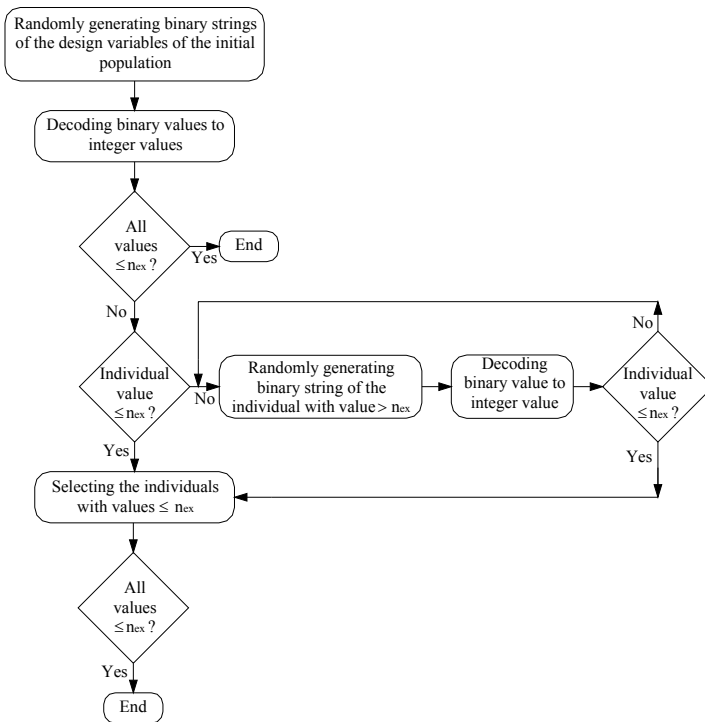 Randomly generating binary strings
of the design variables of the initial
population
Decoding binary values to
integer values
All
values
≤ nex ?
Yes
End
No
Individual
value
≤ nex ?
No
Randomly generating
binary string of the
individual with value > nex
Decoding
binary value to
integer value
No
Individual
value
≤ nex ?
Yes
Yes
Selecting the individuals
with values ≤ nex
All
values
≤ nex ?
Yes
End